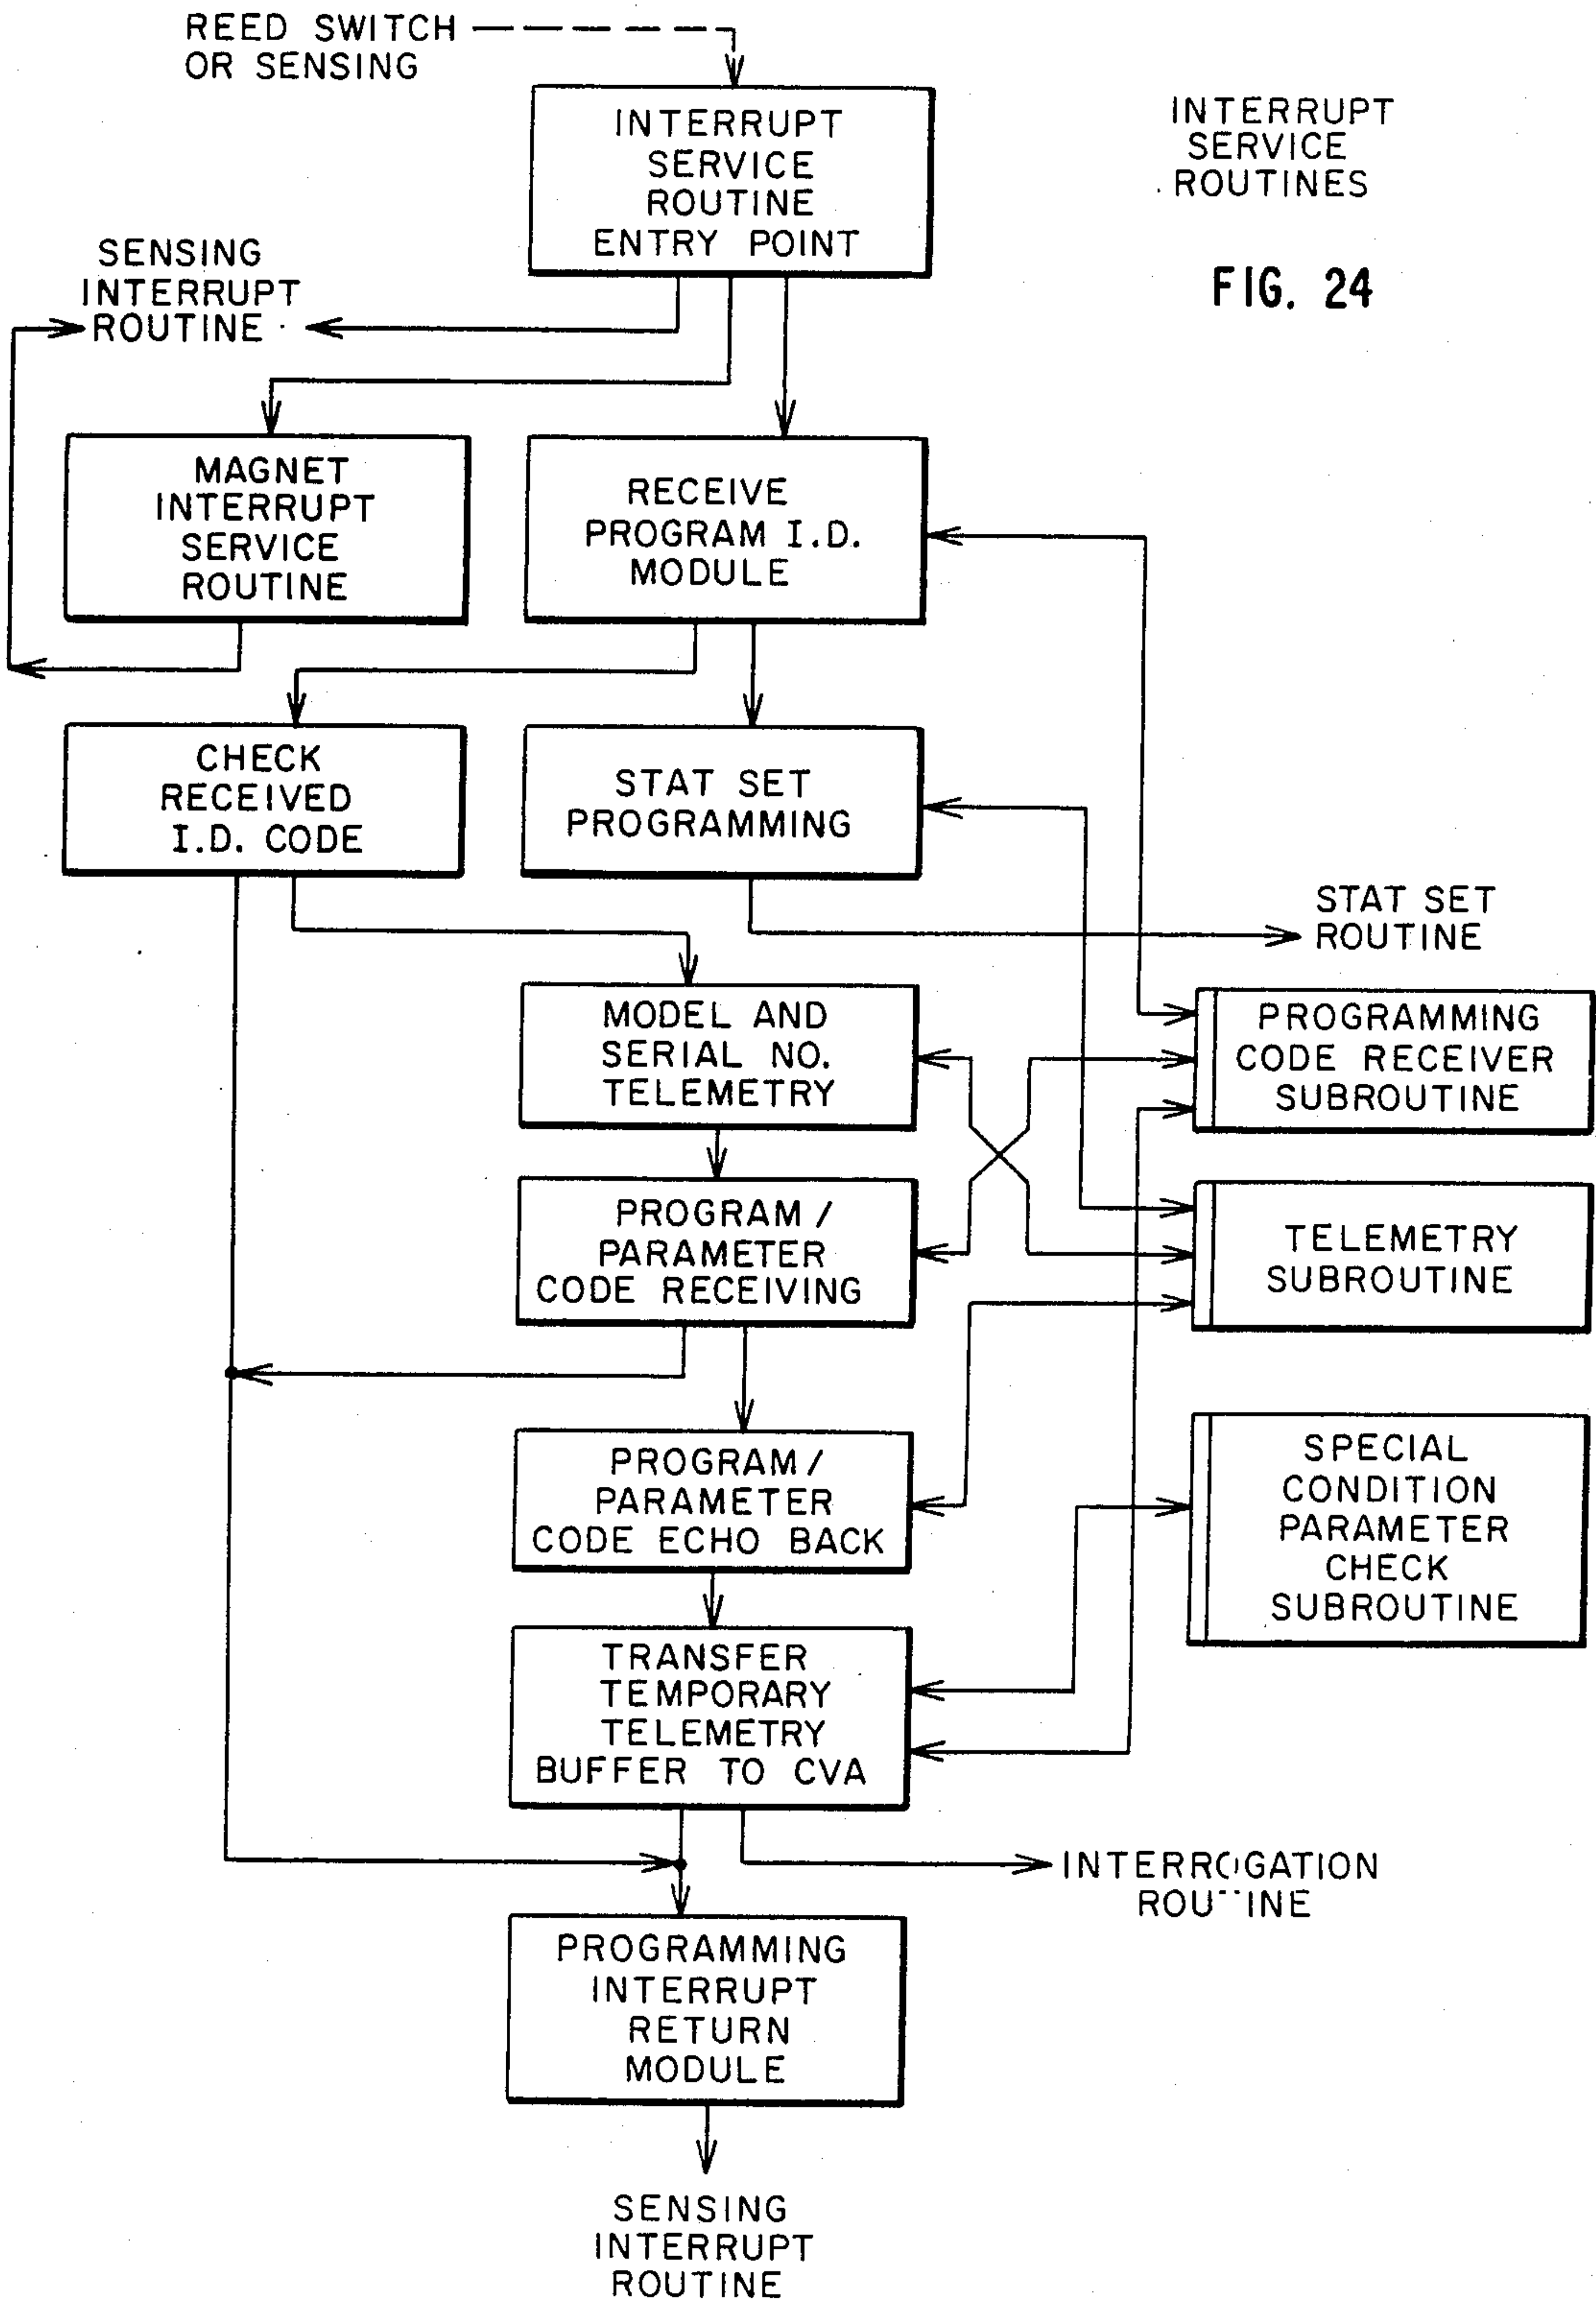 REED SWITCH
OR SENSING
INTERRUPT
SERVICE
ROUTINE
ENTRY POINT
INTERRUPT
SERVICE
ROUTINES
FIG. 24
SENSING
INTERRUPT
ROUTINE
MAGNET
INTERRUPT
SERVICE
ROUTINE
RECEIVE
PROGRAM I.D.
MODULE
CHECK
RECEIVED
I.D. CODE
STAT SET
PROGRAMMING
STAT SET
ROUTINE
MODEL AND
SERIAL NO.
TELEMETRY
PROGRAMMING
CODE RECEIVER
SUBROUTINE
PROGRAM /
PARAMETER
CODE RECEIVING
TELEMETRY
SUBROUTINE
PROGRAM /
PARAMETER
CODE ECHO BACK
SPECIAL
CONDITION
PARAMETER
CHECK
SUBROUTINE
TRANSFER
TEMPORARY
TELEMETRY
BUFFER TO CVA
INTERROGATION
ROUTINE
PROGRAMMING
INTERRUPT
RETURN
MODULE
SENSING
INTERRUPT
ROUTINE